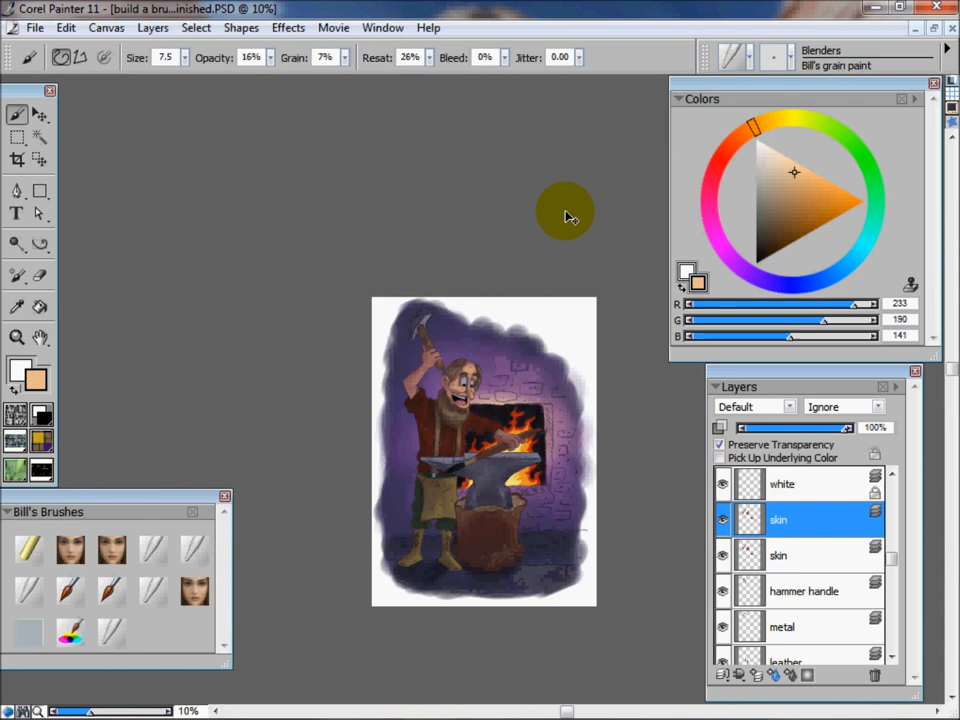 Corel Painter 11 - [build a bru...inished.PSD @ 10%]
File Edit Canvas Layers Select Shapes Effects Movie Window Help
Size: 7.5 Opacity: 16% Grain: 7% Resat: 26% Bleed: 0% Jitter: 0.00
Blenders
Bill's grain paint
Colors
R 233
G 190
B 141
Layers
Default Ignore
100%
Preserve Transparency
Pick Up Underlying Color
white
skin
skin
hammer handle
metal
leather
Bill's Brushes
10%